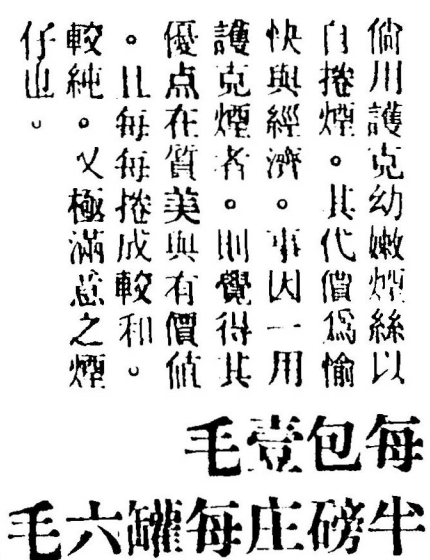 倘用護克幼嫩煙絲以
自捲煙。其代價爲愉
快與經濟。事因一用
護克煙者。則覺得其
優点在質美與有價值
。且每每捲成較和。
較純。又極滿意之煙
仔也。
每包壹毛
半磅庄每罐六毛